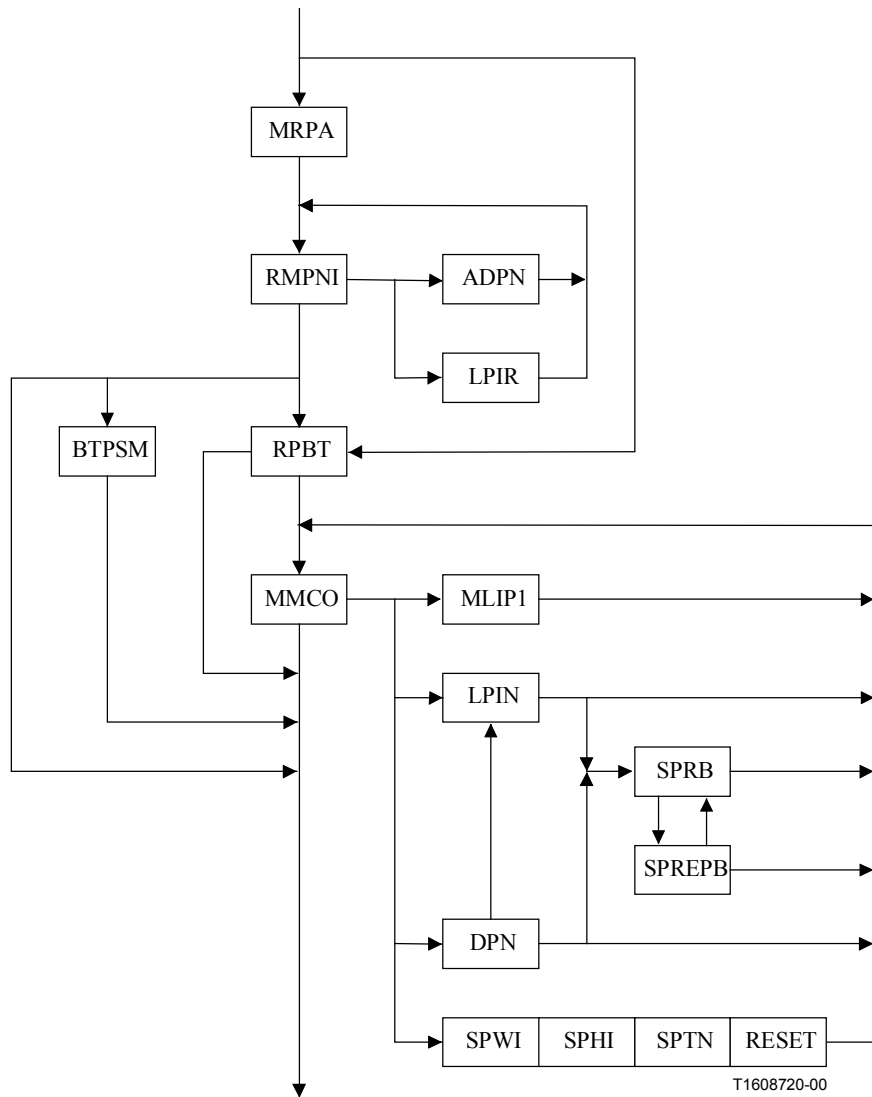 MRPA
RMPNI
ADPN
LPIR
BTPSM
RPBT
MMCO
MLIP1
LPIN
SPRB
SPREPB
DPN
SPWI SPHI SPTN RESET
T1608720-00